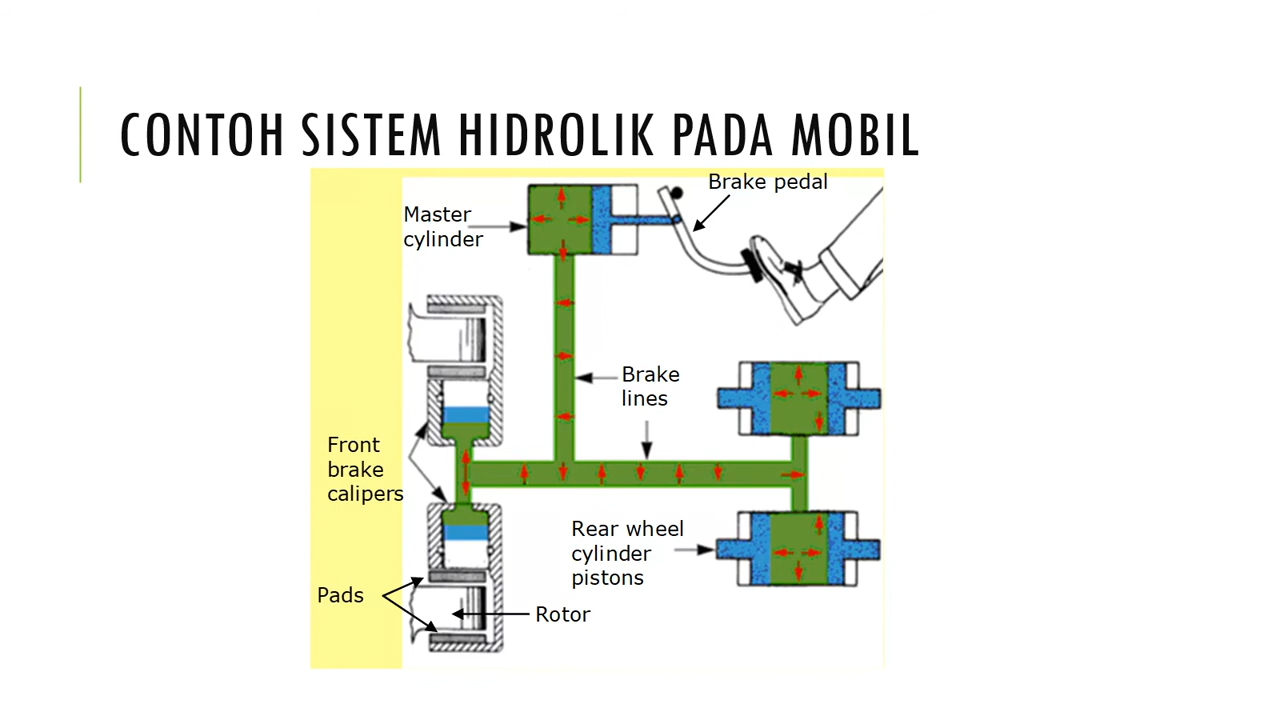 CONTOH SISTEM HIDROLIK PADA MOBIL
Brake pedal
Master
cylinder
Brake
lines
Front
brake
calipers
Rear wheel
cylinder
pistons
Pads
Rotor